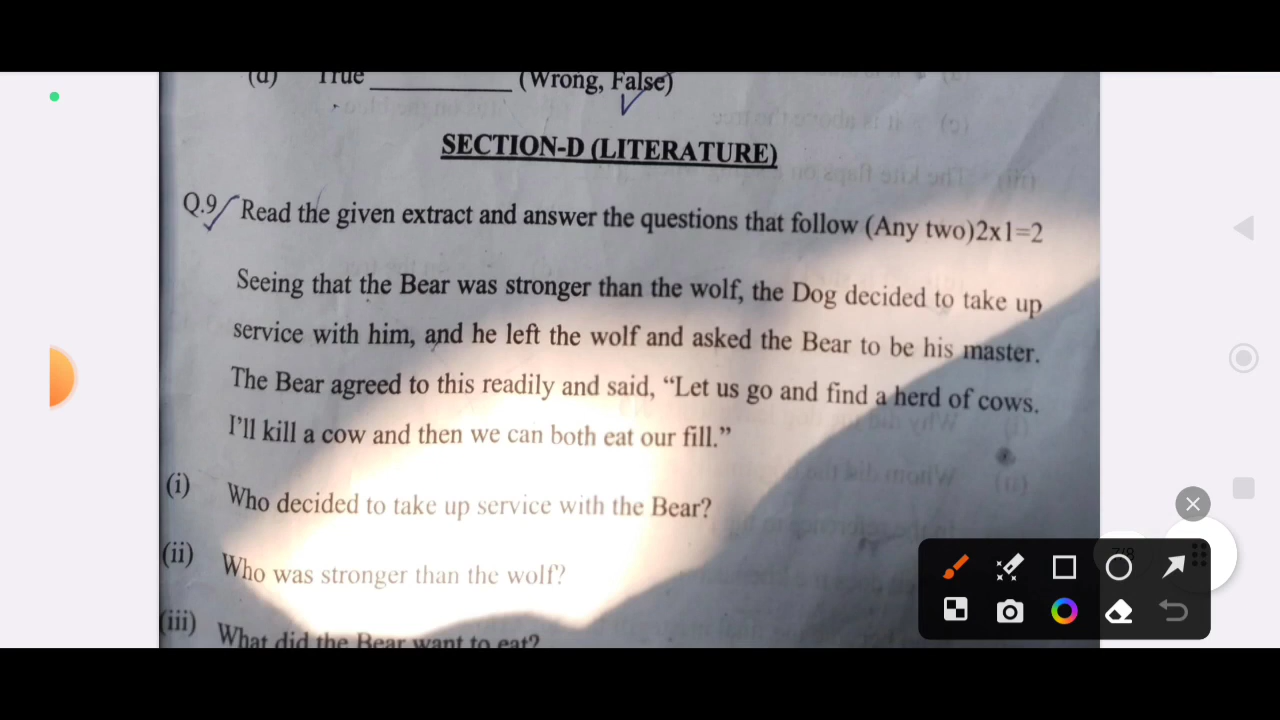 (d) True __________ (Wrong, False)
SECTION-D (LITERATURE)
Q.9 Read the given extract and answer the questions that follow (Any two)2x1=2
Seeing that the Bear was stronger than the wolf, the Dog decided to take up
service with him, and he left the wolf and asked the Bear to be his master.
The Bear agreed to this readily and said, “Let us go and find a herd of cows.
I’ll kill a cow and then we can both eat our fill.”
(i) Who decided to take up service with the Bear?
(ii) Who was stronger than the wolf?
(iii) What did the Bear want to eat?